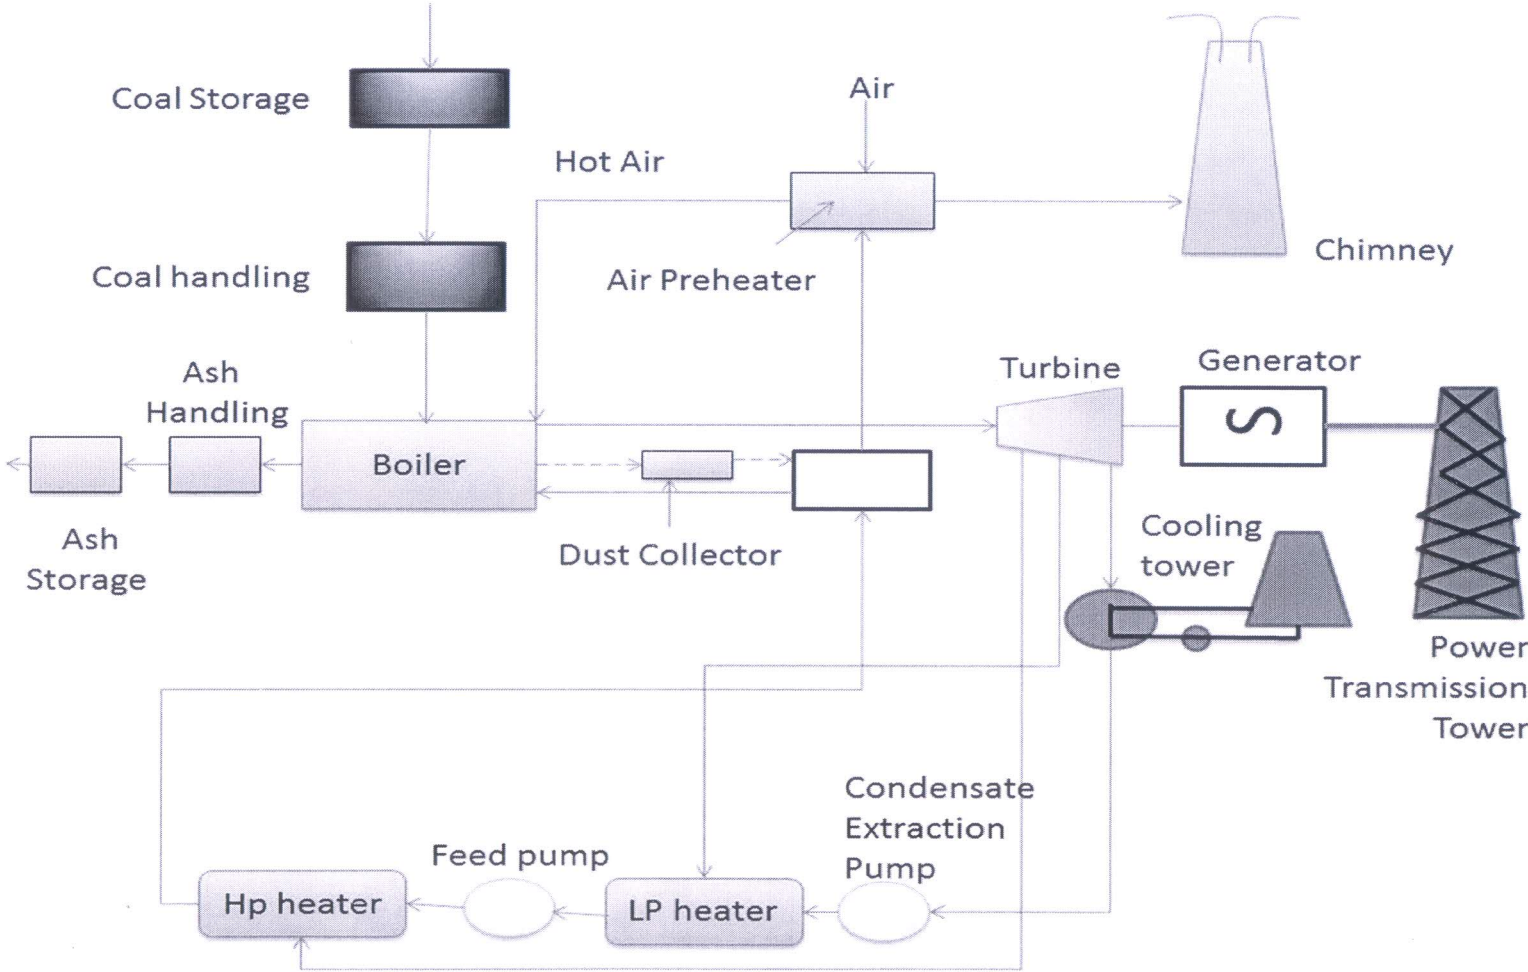 Coal Storage
Air
Hot Air
Chimney
Coal handling
Air Preheater
Turbine
Generator
Ash
Handling
Boiler
S
Ash
Storage
Dust Collector
Cooling
tower
Power
Transmission
Tower
Condensate
Extraction
Pump
Feed pump
Hp heater
LP heater